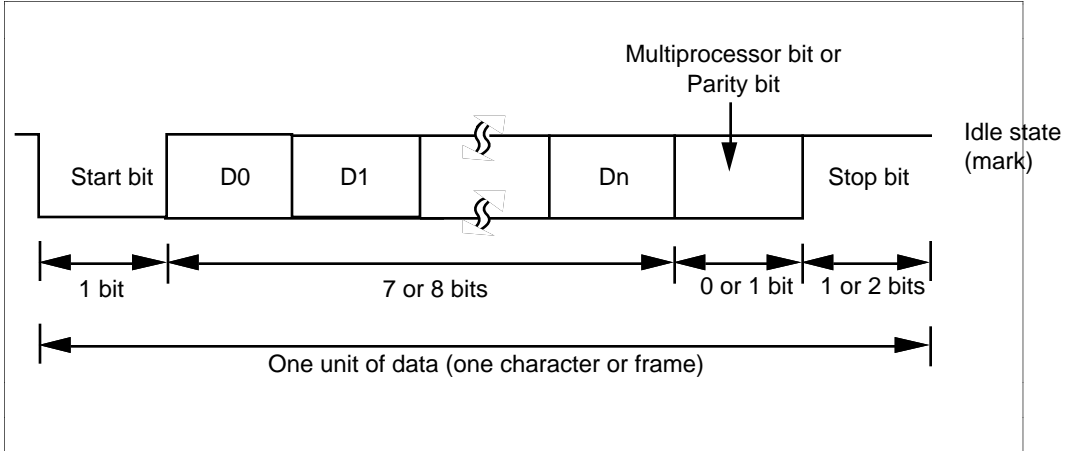 Multiprocessor bit or
Parity bit
Idle state
(mark)
Start bit
D0
D1
Dn
Stop bit
1 bit
7 or 8 bits
0 or 1 bit
1 or 2 bits
One unit of data (one character or frame)